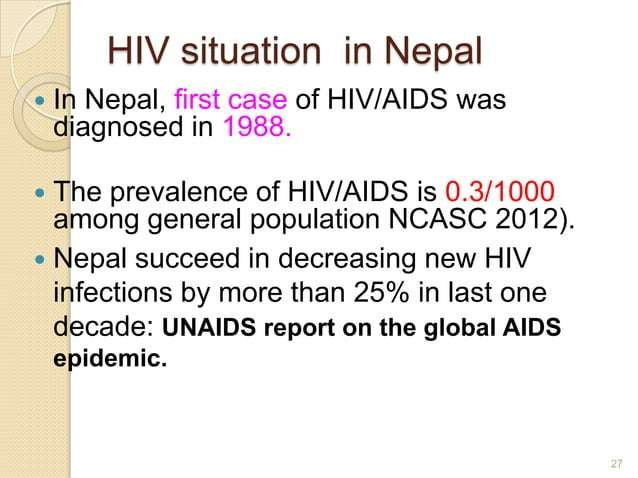 HIV situation  in Nepal
In Nepal, first case of HIV/AIDS was
diagnosed in 1988.
The prevalence of HIV/AIDS is 0.3/1000
among general population NCASC 2012).
Nepal succeed in decreasing new HIV
infections by more than 25% in last one
decade: UNAIDS report on the global AIDS
epidemic.
27